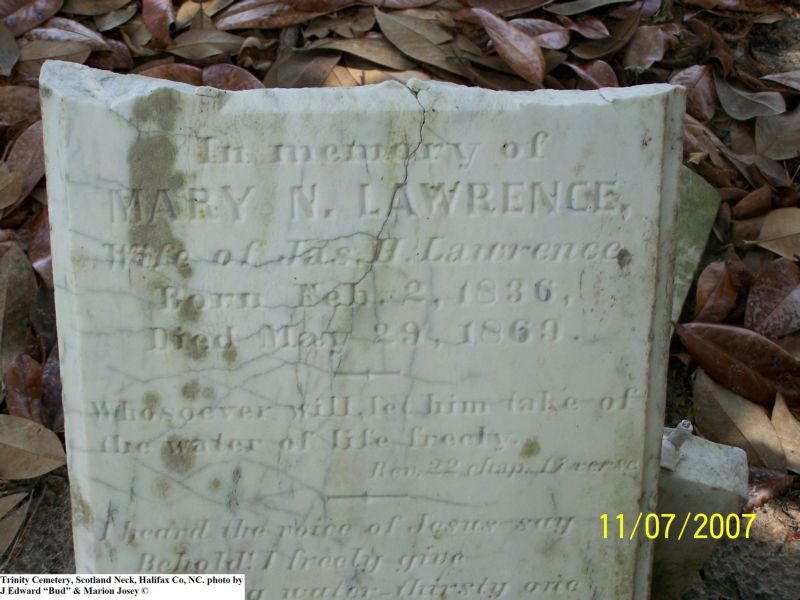 In memory of
MARY N. LAWRENCE,
Wife of Jas. H. Lawrence
Born Feb. 2, 1836,
Died May 29, 1869.
Whosoever will, let him take of
the water of life freely.
Rev. 22 chap. 17 verse
I heard the voice of Jesus say
Behold! I freely give
water-thirsty one
11/07/2007
Trinity Cemetery, Scotland Neck, Halifax Co, NC. photo by
J Edward “Bud” & Marion Josey ©